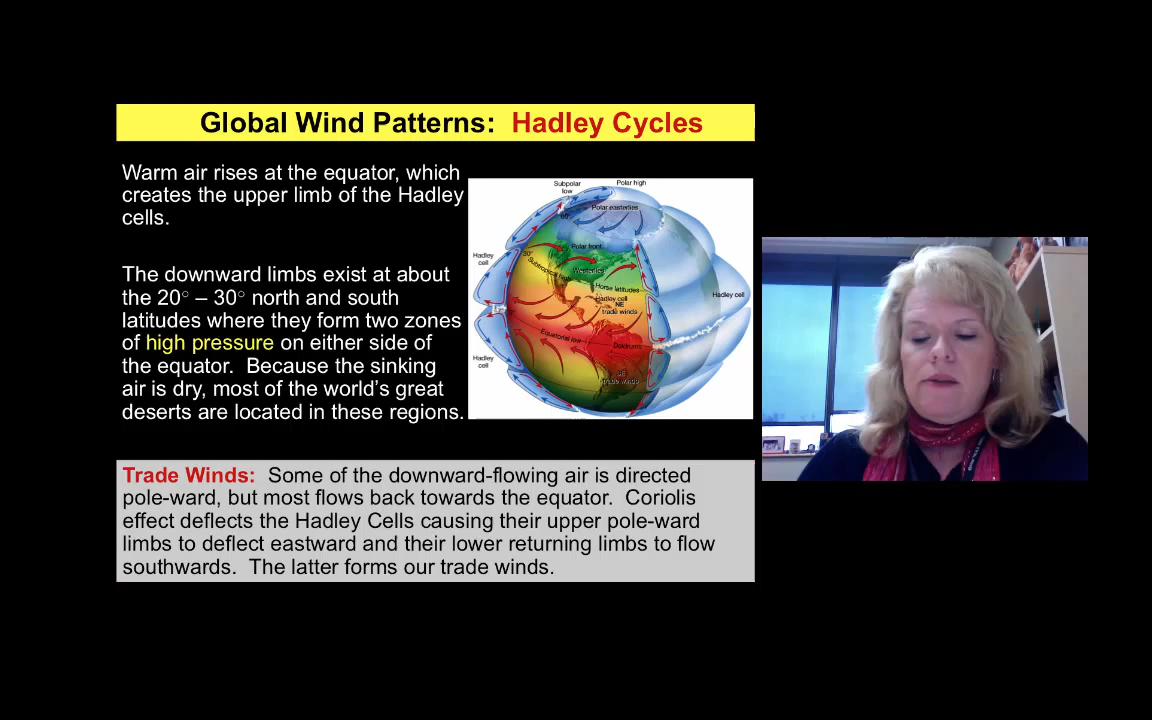 Global Wind Patterns: Hadley Cycles
Warm air rises at the equator, which
creates the upper limb of the Hadley
cells.
The downward limbs exist at about
the 20° – 30° north and south
latitudes where they form two zones
of high pressure on either side of
the equator. Because the sinking
air is dry, most of the world's great
deserts are located in these regions.
Subpolar
low
Polar high
Polar easterlies
60°
Polar front
Hadley
cell
30°
Subtropical high
Westerlies
Horse latitudes
Hadley cell
NE
trade winds
Hadley cell
Equatorial low
Doldrums
Hadley
cell
SE
trade winds
Trade Winds: Some of the downward-flowing air is directed
pole-ward, but most flows back towards the equator. Coriolis
effect deflects the Hadley Cells causing their upper pole-ward
limbs to deflect eastward and their lower returning limbs to flow
southwards. The latter forms our trade winds.